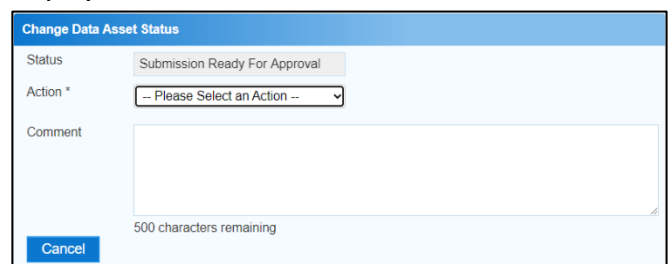 Change Data Asset Status
Status Submission Ready For Approval
Action * -- Please Select an Action --
Comment
500 characters remaining
Cancel